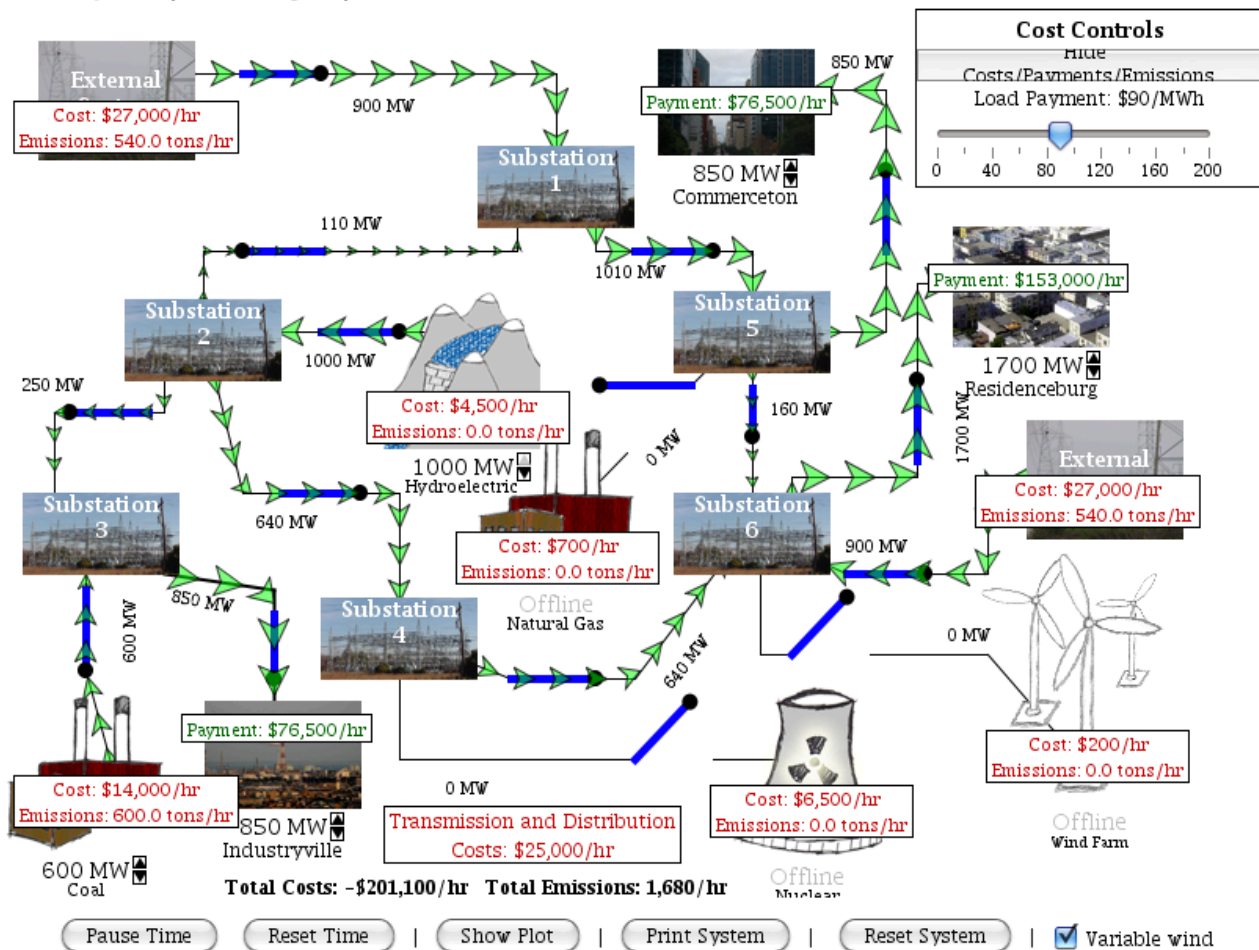 External
Cost: $27,000/hr
Emissions: 540.0 tons/hr
900 MW
Substation
1
Payment: $76,500/hr
850 MW
850 MW
Commerceton
Cost Controls
Hide
Costs/Payments/Emissions
Load Payment: $90/MWh
0 40 80 120 160 200
110 MW
1010 MW
Substation
2
1000 MW
Substation
5
Payment: $153,000/hr
1700 MW
Residenceburg
250 MW
Cost: $4,500/hr
Emissions: 0.0 tons/hr
1000 MW
Hydroelectric
160 MW
0 MW
1700 MW
External
Cost: $27,000/hr
Emissions: 540.0 tons/hr
Substation
3
640 MW
Cost: $700/hr
Emissions: 0.0 tons/hr
Offline
Natural Gas
Substation
6
900 MW
850 MW
600 MW
Substation
4
640 MW
0 MW
Payment: $76,500/hr
Cost: $14,000/hr
Emissions: 600.0 tons/hr
850 MW
Industryville
600 MW
Coal
0 MW
Transmission and Distribution
Costs: $25,000/hr
Cost: $6,500/hr
Emissions: 0.0 tons/hr
Offline
Nuclear
Cost: $200/hr
Emissions: 0.0 tons/hr
Offline
Wind Farm
Total Costs: -$201,100/hr Total Emissions: 1,680/hr
Pause Time | Reset Time | Show Plot | Print System | Reset System | Variable wind